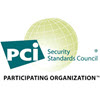 PCI
Security
Standards Council
PARTICIPATING ORGANIZATION™